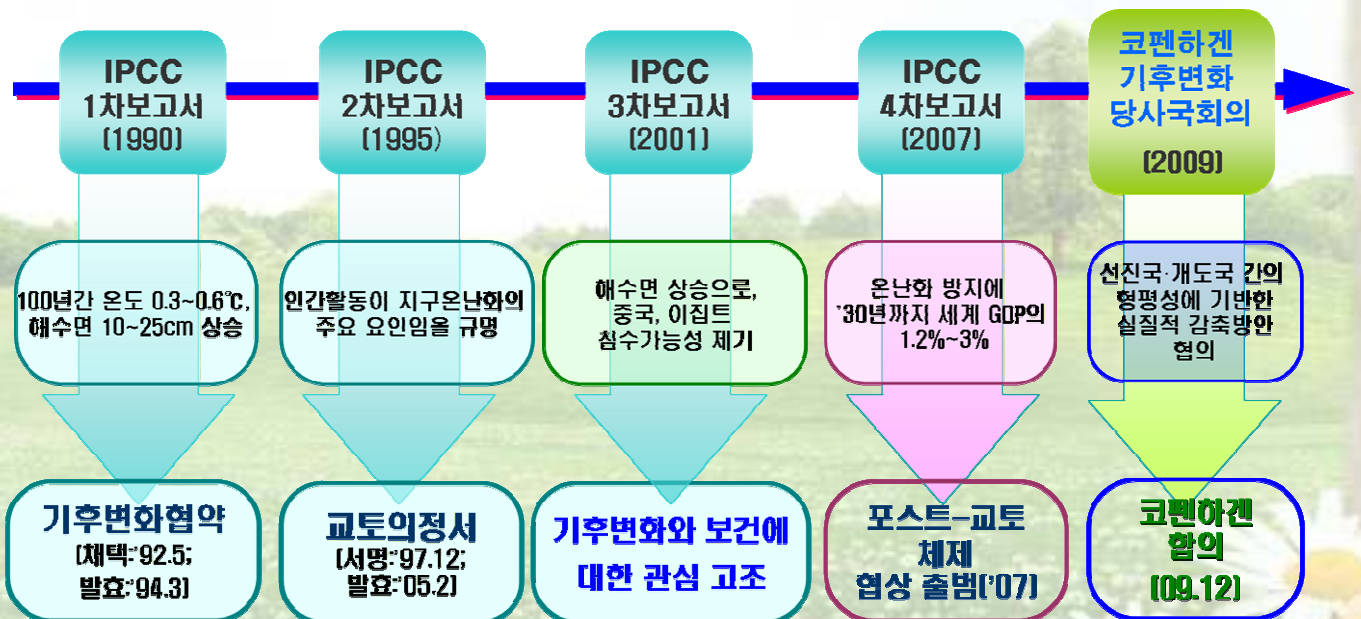 IPCC
1차보고서
(1990)
IPCC
2차보고서
(1995)
IPCC
3차보고서
(2001)
IPCC
4차보고서
(2007)
코펜하겐
기후변화
당사국회의
(2009)
100년간 온도 0.3~0.6℃,
해수면 10~25cm 상승
인간활동이 지구온난화의
주요 요인임을 규명
해수면 상승으로,
중국, 이집트
침수가능성 제기
온난화 방지에
'30년까지 세계 GDP의
1.2%~3%
선진국·개도국 간의
형평성에 기반한
실질적 감축방안
협의
기후변화협약
(채택:'92.5;
발효:'94.3)
교토의정서
(서명:'97.12;
발효:'05.2)
기후변화와 보건에
대한 관심 고조
포스트-교토
체제
협상 출범('07)
코펜하겐
합의
(09.12)